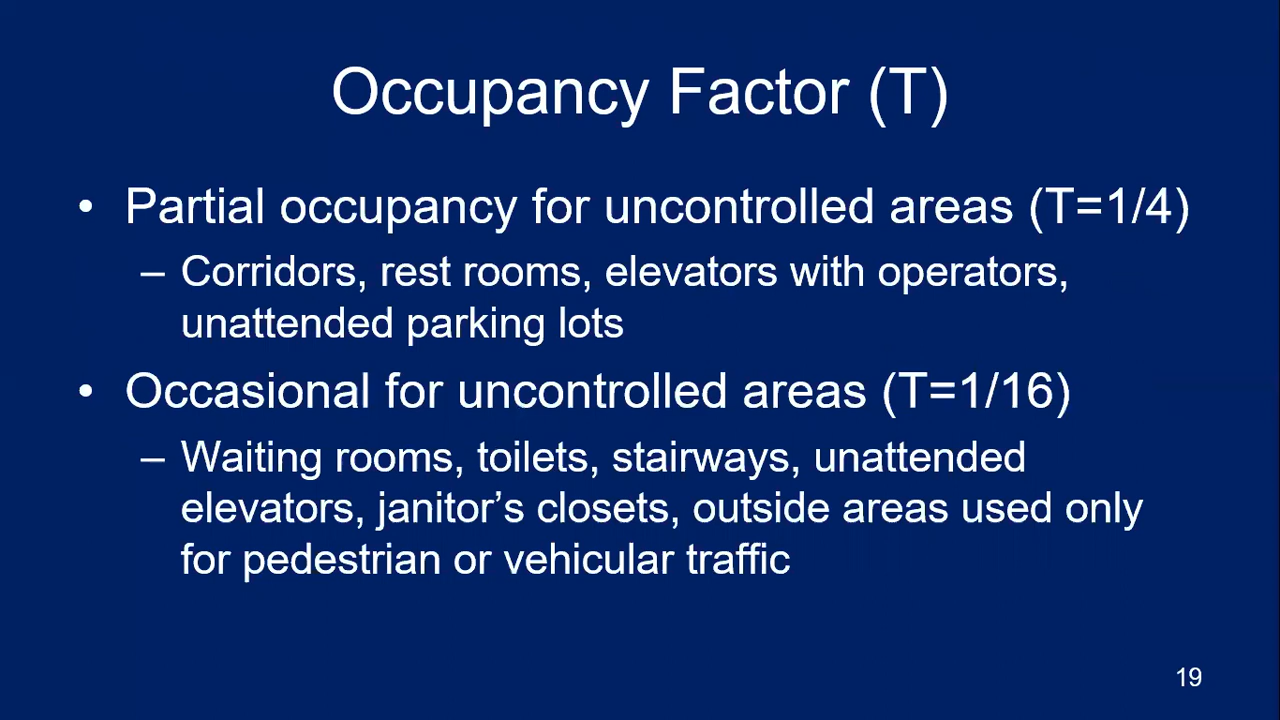 Occupancy Factor (T)
• Partial occupancy for uncontrolled areas (T=1/4)
– Corridors, rest rooms, elevators with operators,
unattended parking lots
• Occasional for uncontrolled areas (T=1/16)
– Waiting rooms, toilets, stairways, unattended
elevators, janitor’s closets, outside areas used only
for pedestrian or vehicular traffic
19